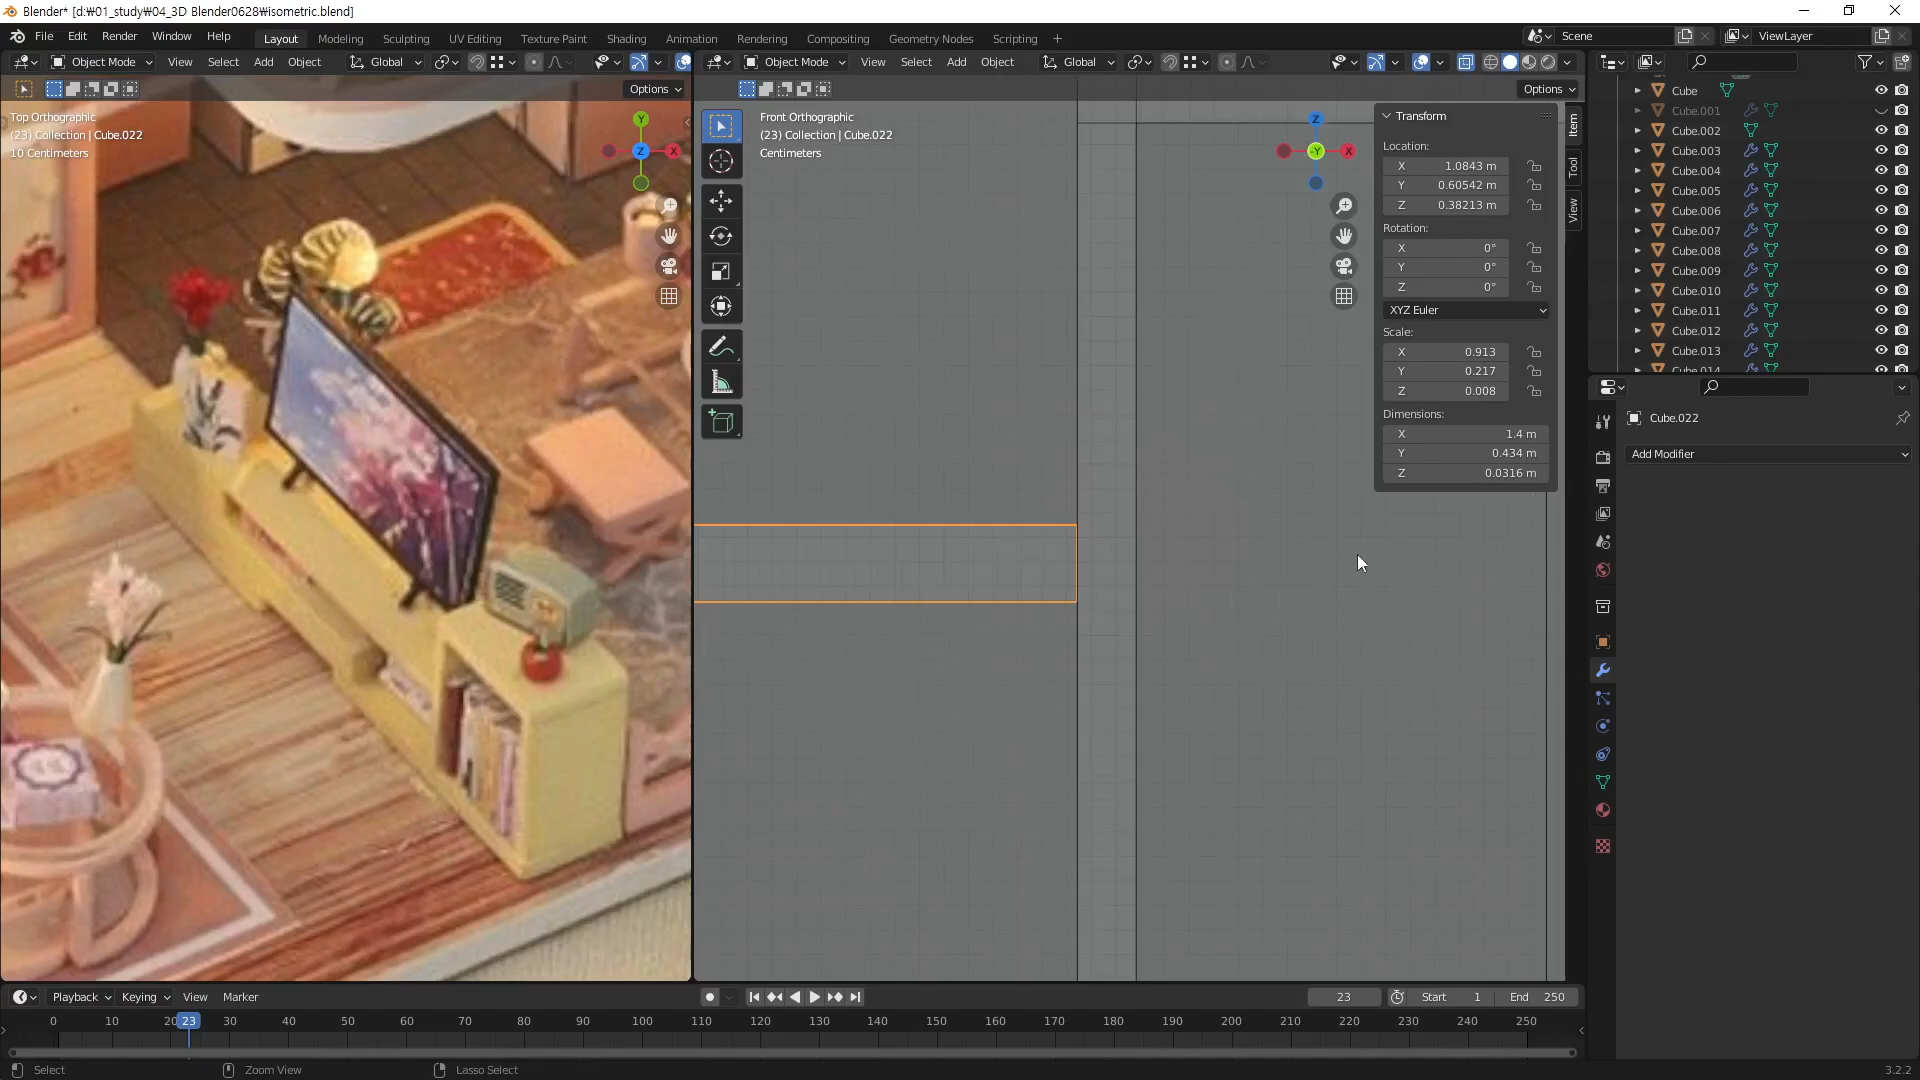 Blender* [d:₩01_study₩04_3D Blender0628₩isometric.blend]
File Edit Render Window Help Layout Modeling Sculpting UV Editing Texture Paint Shading Animation Rendering Compositing Geometry Nodes Scripting + Scene ViewLayer
Object Mode View Select Add Object Global
Object Mode View Select Add Object Global
Options
Options
Top Orthographic
(23) Collection | Cube.022
10 Centimeters
Y
Z
X
Front Orthographic
(23) Collection | Cube.022
Centimeters
Z
-Y
X
Transform
Location:
X 1.0843 m
Y 0.60542 m
Z 0.38213 m
Rotation:
X 0°
Y 0°
Z 0°
XYZ Euler
Scale:
X 0.913
Y 0.217
Z 0.008
Dimensions:
X 1.4 m
Y 0.434 m
Z 0.0316 m
Item
Tool
View
Cube
Cube.001
Cube.002
Cube.003
Cube.004
Cube.005
Cube.006
Cube.007
Cube.008
Cube.009
Cube.010
Cube.011
Cube.012
Cube.013
Cube.014
Cube.022
Add Modifier
Playback Keying View Marker 23 Start 1 End 250
0 10 20 23 30 40 50 60 70 80 90 100 110 120 130 140 150 160 170 180 190 200 210 220 230 240 250
Select Zoom View Lasso Select 3.2.2